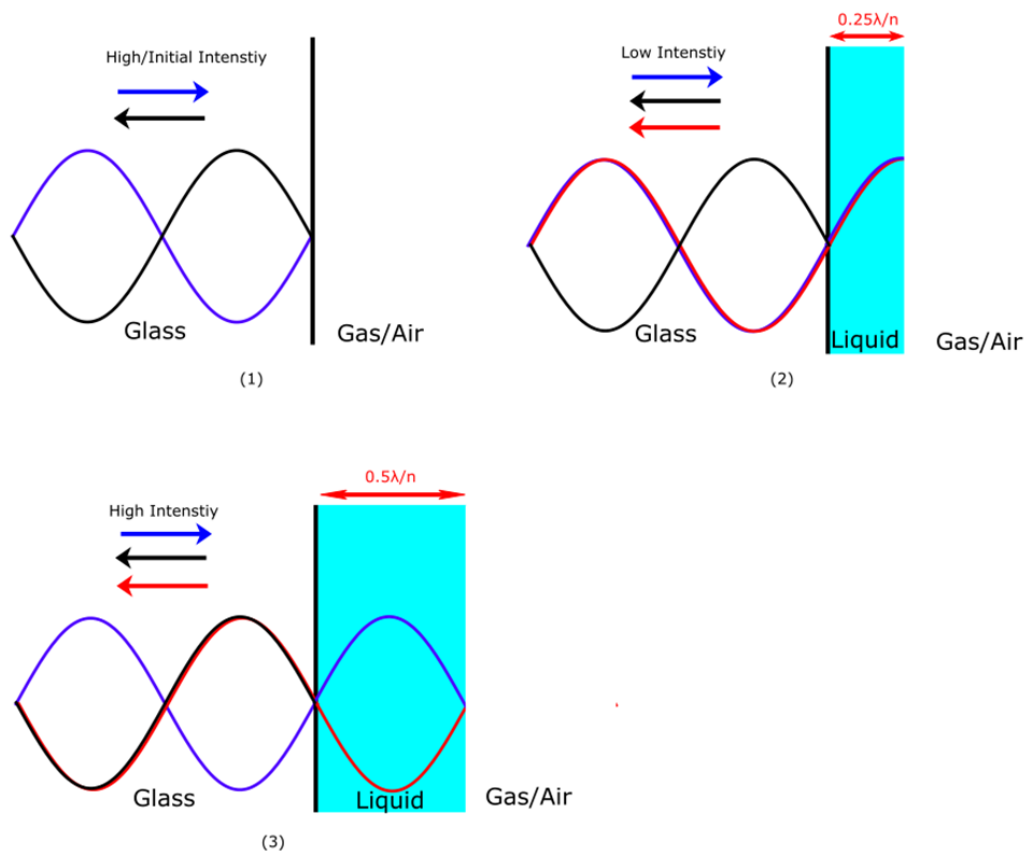 High/Initial Intenstiy
Glass
Gas/Air
(1)
0.25λ/n
Low Intenstiy
Glass
Liquid
Gas/Air
(2)
0.5λ/n
High Intenstiy
Glass
Liquid
Gas/Air
(3)